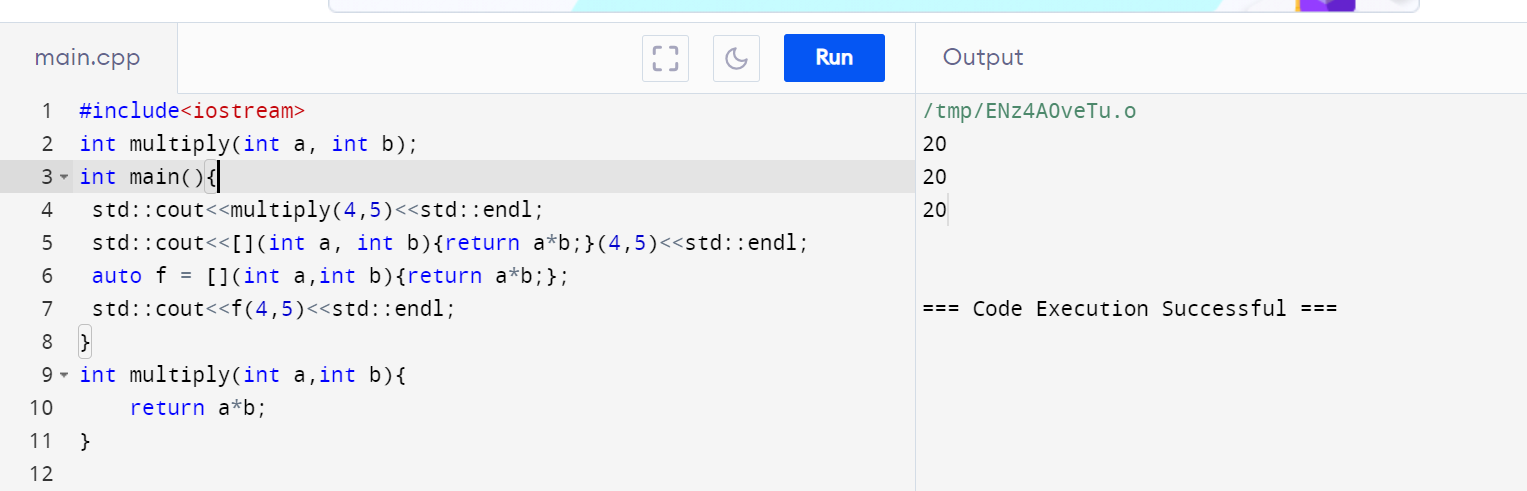 main.cpp
Run
Output
1 #include<iostream>
2 int multiply(int a, int b);
3 int main(){
4 std::cout<<multiply(4,5)<<std::endl;
5 std::cout<<[](int a, int b){return a*b;}(4,5)<<std::endl;
6 auto f = [](int a,int b){return a*b;};
7 std::cout<<f(4,5)<<std::endl;
8 }
9 int multiply(int a,int b){
10 return a*b;
11 }
12
/tmp/ENz4AOveTu.o
20
20
20
=== Code Execution Successful ===